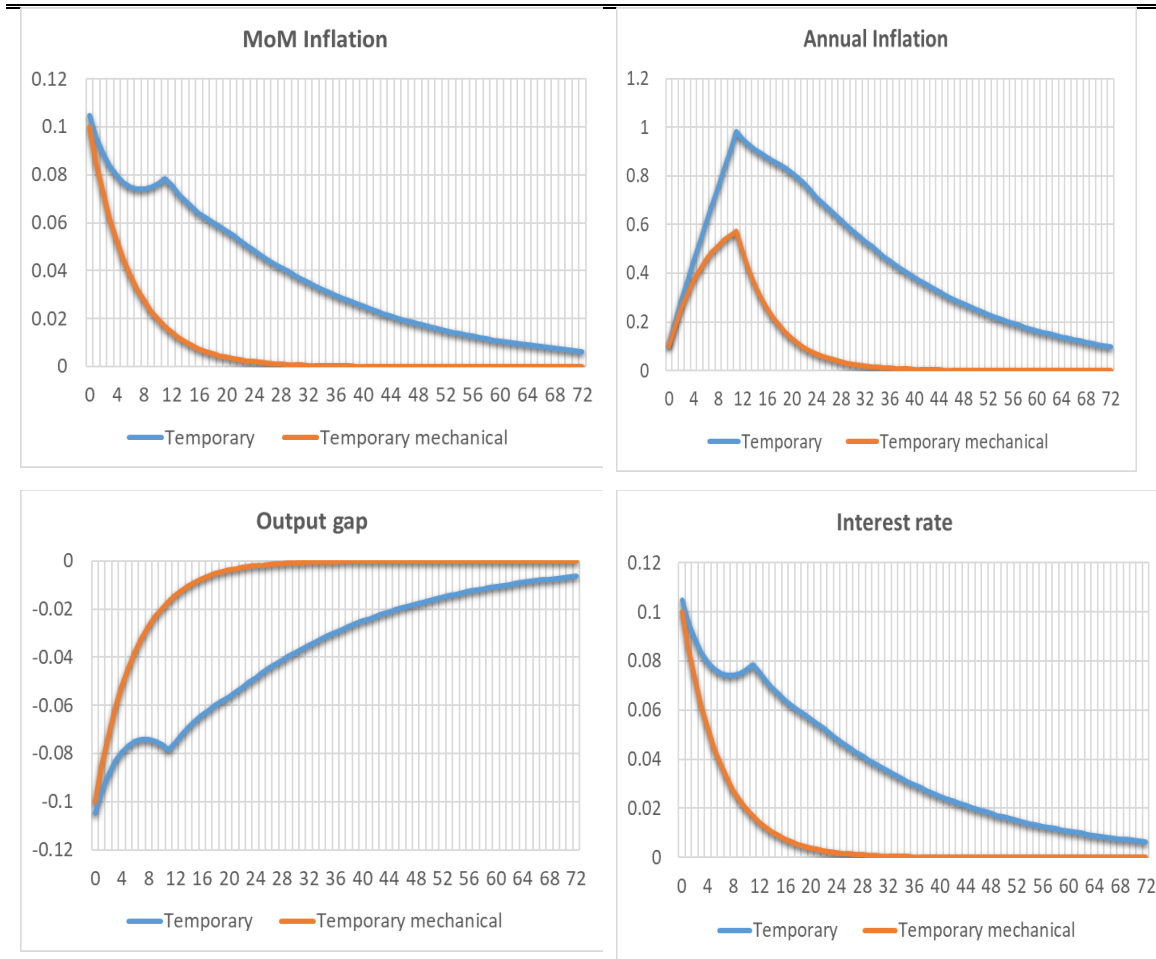 MoM Inflation
0.12
0.1
0.08
0.06
0.04
0.02
0
0 4 8 12 16 20 24 28 32 36 40 44 48 52 56 60 64 68 72
Temporary Temporary mechanical
Annual Inflation
1.2
1
0.8
0.6
0.4
0.2
0
0 4 8 12 16 20 24 28 32 36 40 44 48 52 56 60 64 68 72
Temporary Temporary mechanical
Output gap
0
-0.02
-0.04
-0.06
-0.08
-0.1
-0.12
0 4 8 12 16 20 24 28 32 36 40 44 48 52 56 60 64 68 72
Temporary Temporary mechanical
Interest rate
0.12
0.1
0.08
0.06
0.04
0.02
0
0 4 8 12 16 20 24 28 32 36 40 44 48 52 56 60 64 68 72
Temporary Temporary mechanical